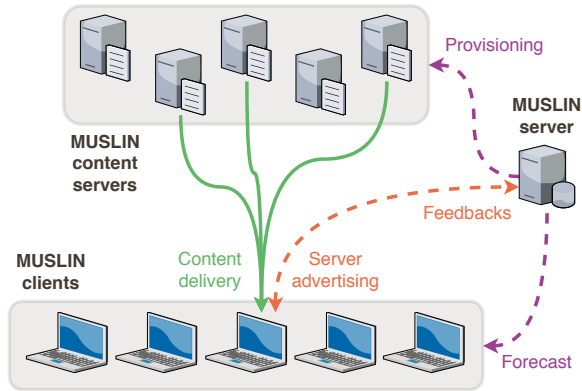 Provisioning
MUSLIN
server
MUSLIN
content
servers
Feedbacks
MUSLIN
clients
Content
delivery
Server
advertising
Forecast